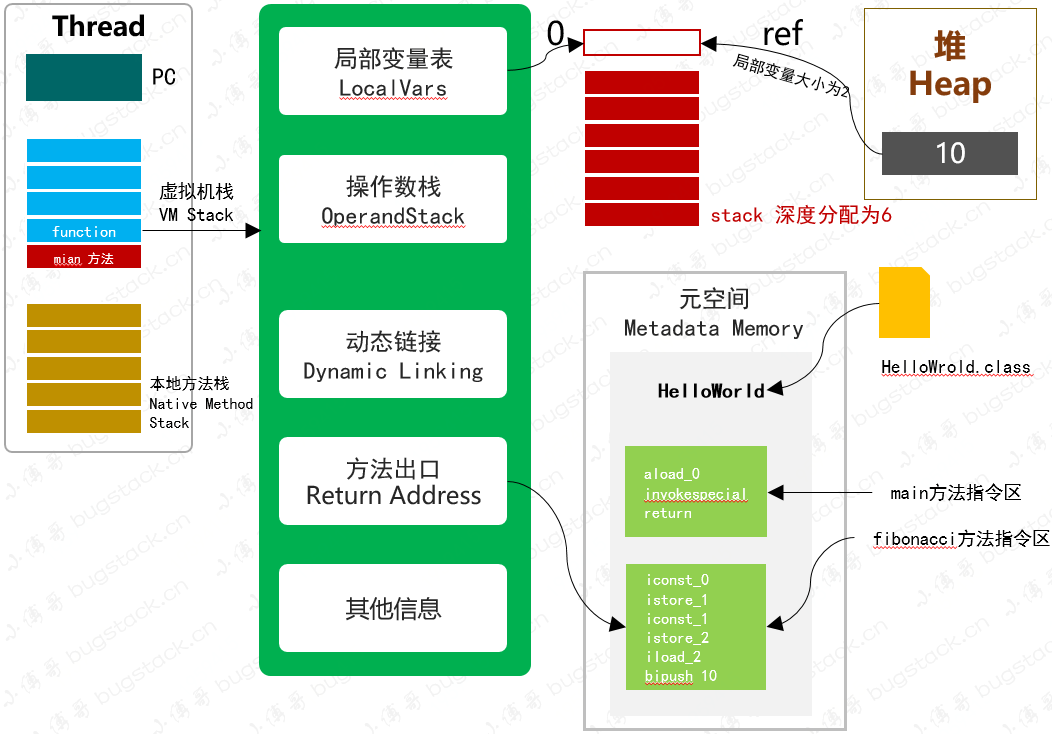 Thread
PC
虚拟机栈
VM Stack
function
mian 方法
本地方法栈
Native Method
Stack
局部变量表
LocalVars
操作数栈
OperandStack
动态链接
Dynamic Linking
方法出口
Return Address
其他信息
0
ref
局部变量大小为2
stack 深度分配为6
堆
Heap
10
元空间
Metadata Memory
HelloWorld
HelloWrold.class
aload_0
invokespecial
return
main方法指令区
fibonacci方法指令区
iconst_0
istore_1
iconst_1
istore_2
iload_2
bipush 10
小傅哥 bugstack.cn